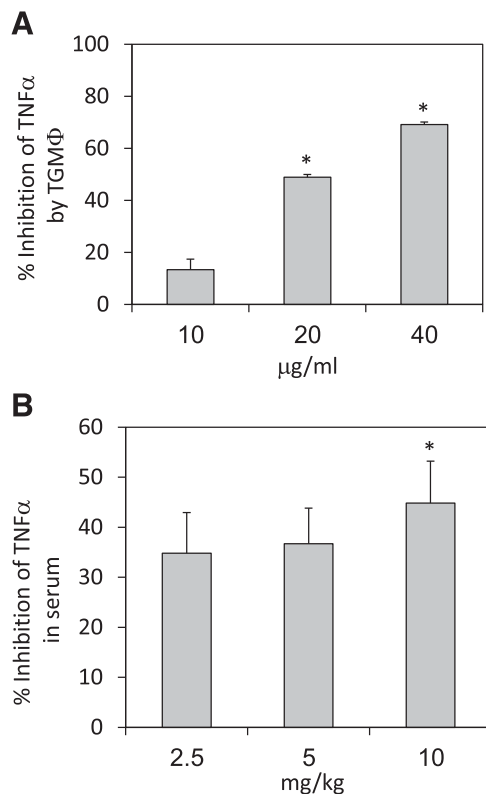 A
100
80
60
40
20
0
% Inhibition of TNFα
by TGMΦ
*
*
10 20 40
μg/ml
B
60
50
40
30
20
10
0
% Inhibition of TNFα
in serum
*
2.5 5 10
mg/kg